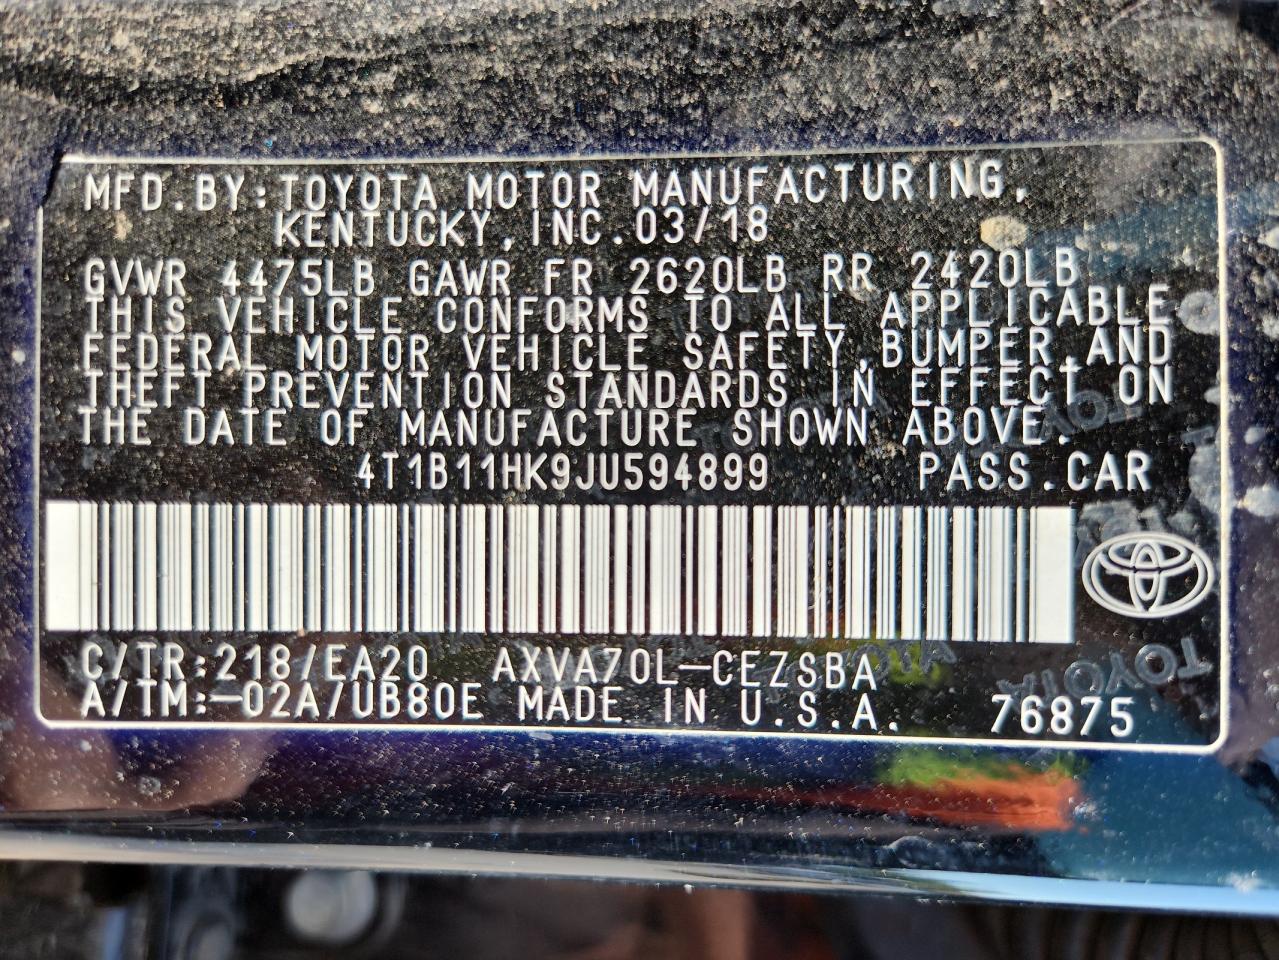 MFD.BY:TOYOTA MOTOR MANUFACTURING,
KENTUCKY,INC.03/18
GVWR 4475LB GAWR FR 2620LB RR 2420LB
THIS VEHICLE CONFORMS TO ALL APPLICABLE
FEDERAL MOTOR VEHICLE SAFETY,BUMPER,AND
THEFT PREVENTION STANDARDS IN EFFECT ON
THE DATE OF MANUFACTURE SHOWN ABOVE.
4T1B11HK9JU594899 PASS.CAR
C/TR:218/EA20 AXVA70L-CEZSBA
A/TM:-02A/UB80E MADE IN U.S.A. 76875
TOYOTA
TOYOTA